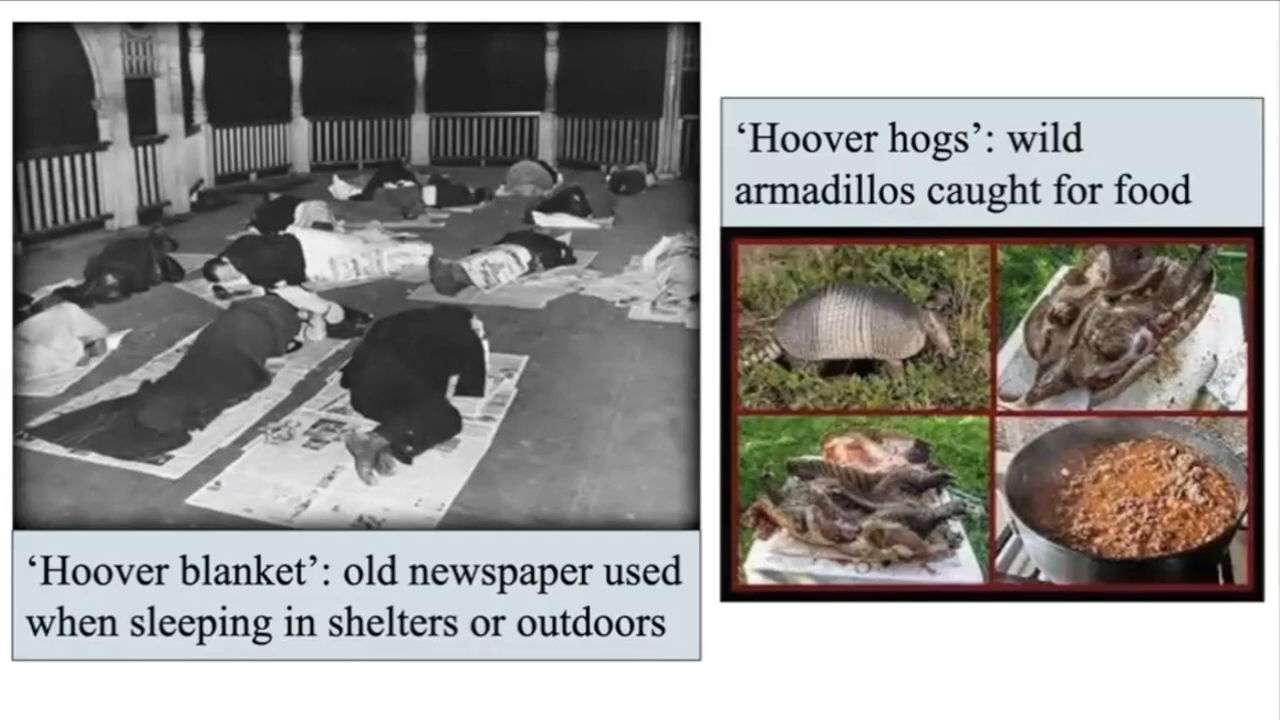 ‘Hoover hogs’: wild
armadillos caught for food
‘Hoover blanket’: old newspaper used
when sleeping in shelters or outdoors